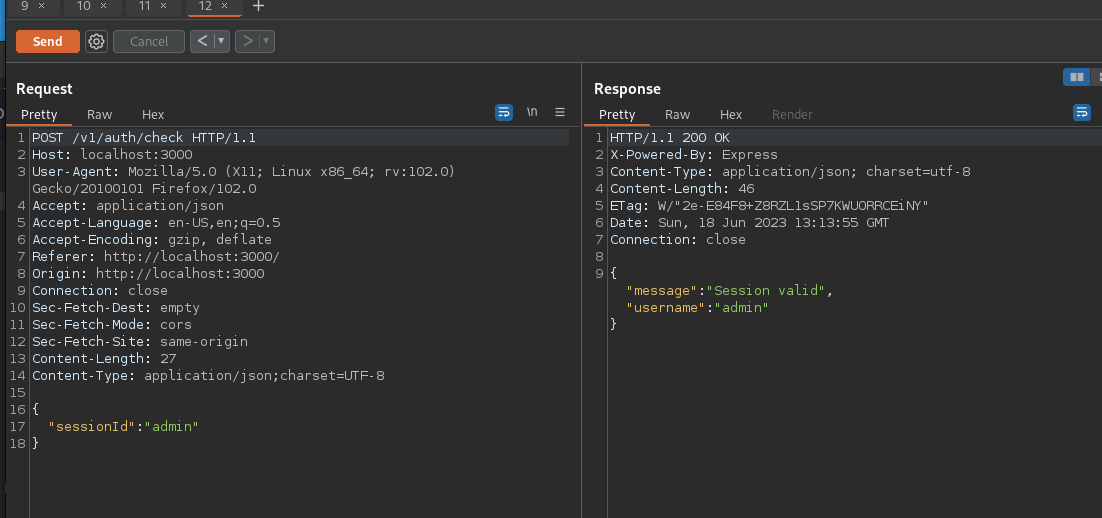 9 × 10 × 11 × 12 × +
Send Cancel < >
Request
Pretty Raw Hex \n
1 POST /v1/auth/check HTTP/1.1
2 Host: localhost:3000
3 User-Agent: Mozilla/5.0 (X11; Linux x86_64; rv:102.0)
Gecko/20100101 Firefox/102.0
4 Accept: application/json
5 Accept-Language: en-US,en;q=0.5
6 Accept-Encoding: gzip, deflate
7 Referer: http://localhost:3000/
8 Origin: http://localhost:3000
9 Connection: close
10 Sec-Fetch-Dest: empty
11 Sec-Fetch-Mode: cors
12 Sec-Fetch-Site: same-origin
13 Content-Length: 27
14 Content-Type: application/json;charset=UTF-8
15
16 {
17 "sessionId":"admin"
18 }
Response
Pretty Raw Hex Render
1 HTTP/1.1 200 OK
2 X-Powered-By: Express
3 Content-Type: application/json; charset=utf-8
4 Content-Length: 46
5 ETag: W/"2e-E84F8+Z8RZL1sSP7KWUORRCEiNY"
6 Date: Sun, 18 Jun 2023 13:13:55 GMT
7 Connection: close
8
9 {
"message":"Session valid",
"username":"admin"
}